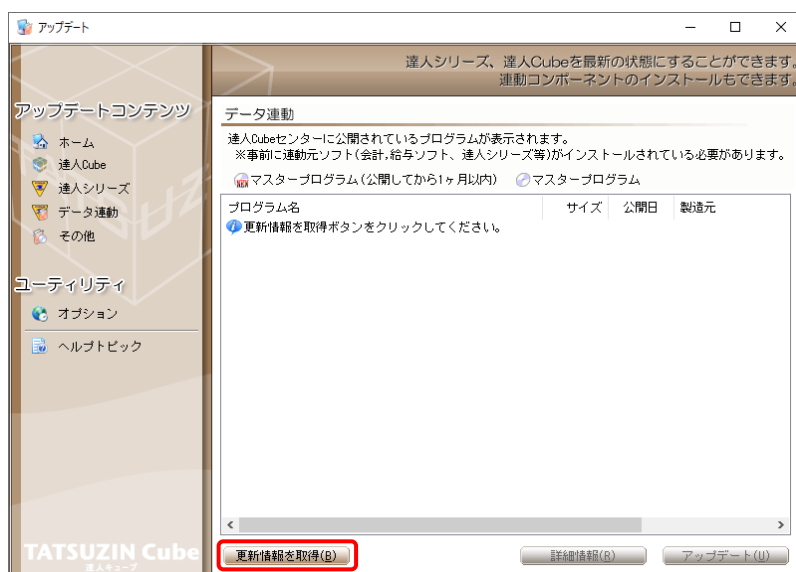 アップデート
達人シリーズ、達人Cubeを最新の状態にすることができます。
連動コンポーネントのインストールもできます。
アップデートコンテンツ
ホーム
達人Cube
達人シリーズ
データ連動
その他
ユーティリティ
オプション
ヘルプトピック
データ連動
達人Cubeセンターに公開されているプログラムが表示されます。
※事前に連動元ソフト(会計,給与ソフト、達人シリーズ等)がインストールされている必要があります。
NEW マスタープログラム(公開してから1ヶ月以内) マスタープログラム
プログラム名 サイズ 公開日 製造元
更新情報を取得ボタンをクリックしてください。
更新情報を取得(B) 詳細情報(R) アップデート(U)
TATSUZIN Cube
達人キューブ